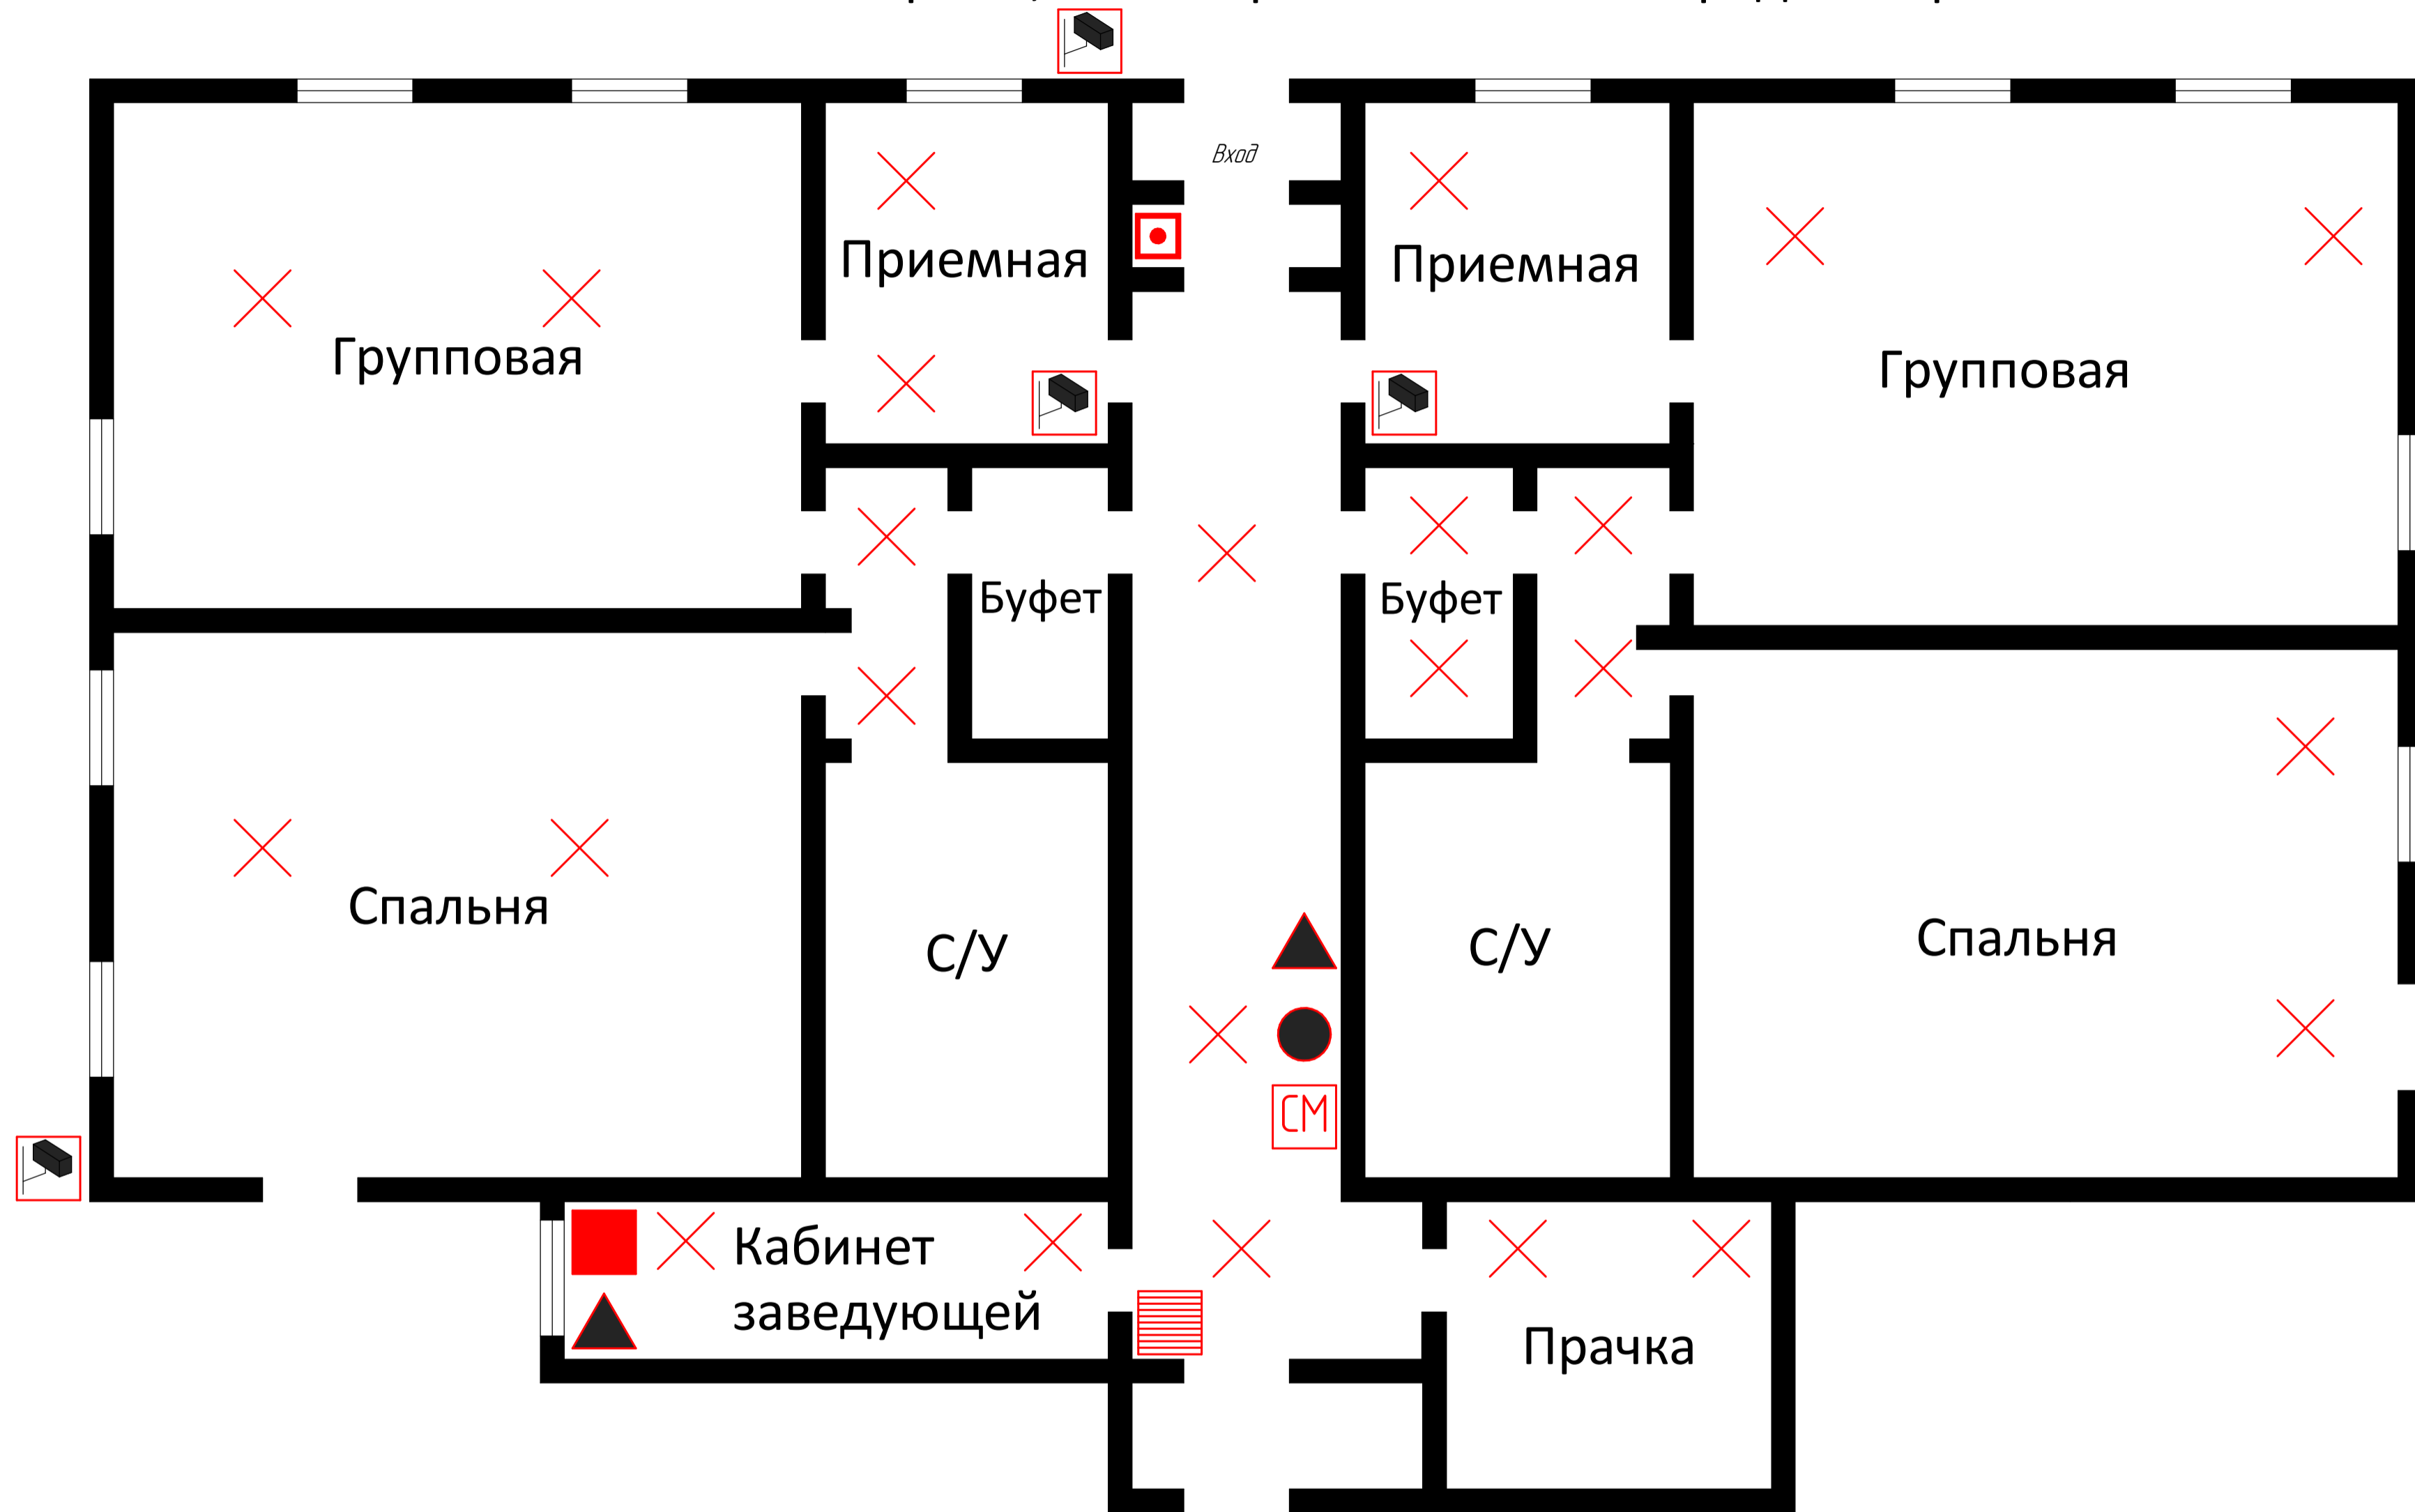 Вход
Приемная
Приемная
Групповая
Групповая
Буфет
Буфет
Спальня
С/У
С/У
Спальня
СМ
Кабинет
заведующей
Прачка